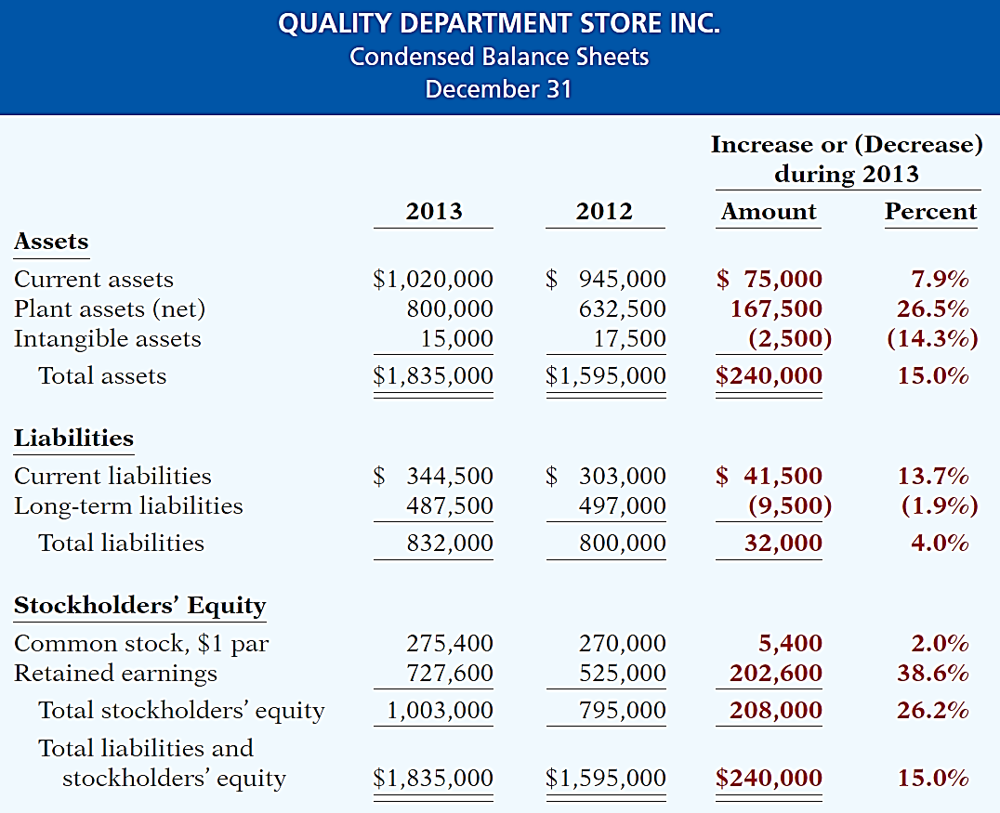 QUALITY DEPARTMENT STORE INC.
Condensed Balance Sheets
December 31
Increase or (Decrease)
during 2013
2013 2012 Amount Percent
Assets
Current assets $1,020,000 $ 945,000 $ 75,000 7.9%
Plant assets (net) 800,000 632,500 167,500 26.5%
Intangible assets 15,000 17,500 (2,500) (14.3%)
Total assets $1,835,000 $1,595,000 $240,000 15.0%
Liabilities
Current liabilities $ 344,500 $ 303,000 $ 41,500 13.7%
Long-term liabilities 487,500 497,000 (9,500) (1.9%)
Total liabilities 832,000 800,000 32,000 4.0%
Stockholders’ Equity
Common stock, $1 par 275,400 270,000 5,400 2.0%
Retained earnings 727,600 525,000 202,600 38.6%
Total stockholders’ equity 1,003,000 795,000 208,000 26.2%
Total liabilities and
stockholders’ equity $1,835,000 $1,595,000 $240,000 15.0%